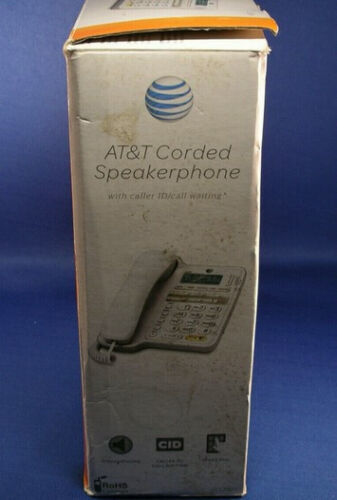 AT&T Corded
Speakerphone
with caller ID/call waiting*
CID
RoHS